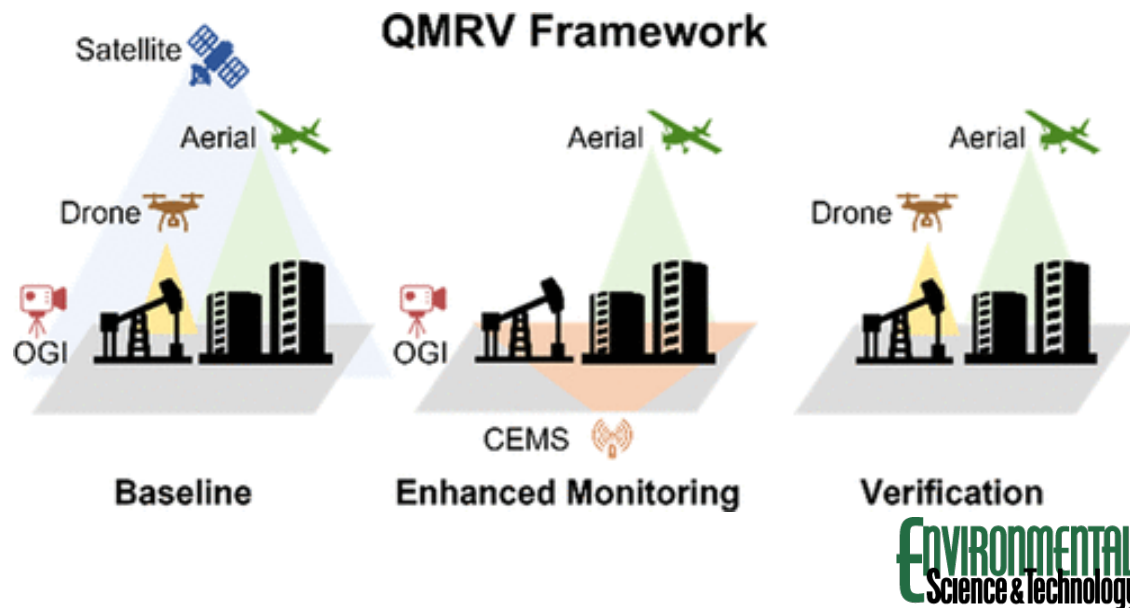 QMRV Framework
Satellite
Aerial
Drone
OGI
Baseline
Aerial
OGI
CEMS
Enhanced Monitoring
Aerial
Drone
Verification
ENVIRONMENTAL
Science & Technology